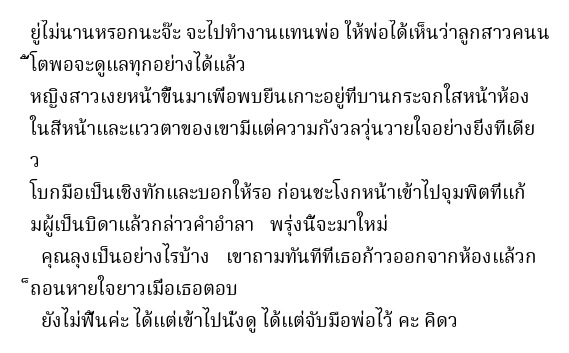 ยู่ไม่นานหรอกนะจ๊ะ จะไปทำงานแทนพ่อ ให้พ่อได้เห็นว่าลูกสาวคนน
ี้โตพอจะดูแลทุกอย่างได้แล้ว
หญิงสาวเงยหน้าขึ้นมาเพื่อพบยืนเกาะอยู่ที่บานกระจกใสหน้าห้อง
ในสีหน้าและแววตาของเขามีแต่ความกังวลวุ่นวายใจอย่างยิ่งทีเดีย
ว
โบกมือเป็นเชิงทักและบอกให้รอ ก่อนชะโงกหน้าเข้าไปจุมพิตที่แก้
มผู้เป็นบิดาแล้วกล่าวคำอำลา พรุ่งนี้จะมาใหม่
คุณลุงเป็นอย่างไรบ้าง เขาถามทันทีที่เธอก้าวออกจากห้องแล้วก
็ถอนหายใจยาวเมื่อเธอตอบ
ยังไม่ฟื้นค่ะ ได้แต่เข้าไปนั่งดู ได้แต่จับมือพ่อไว้ คะ คิดว